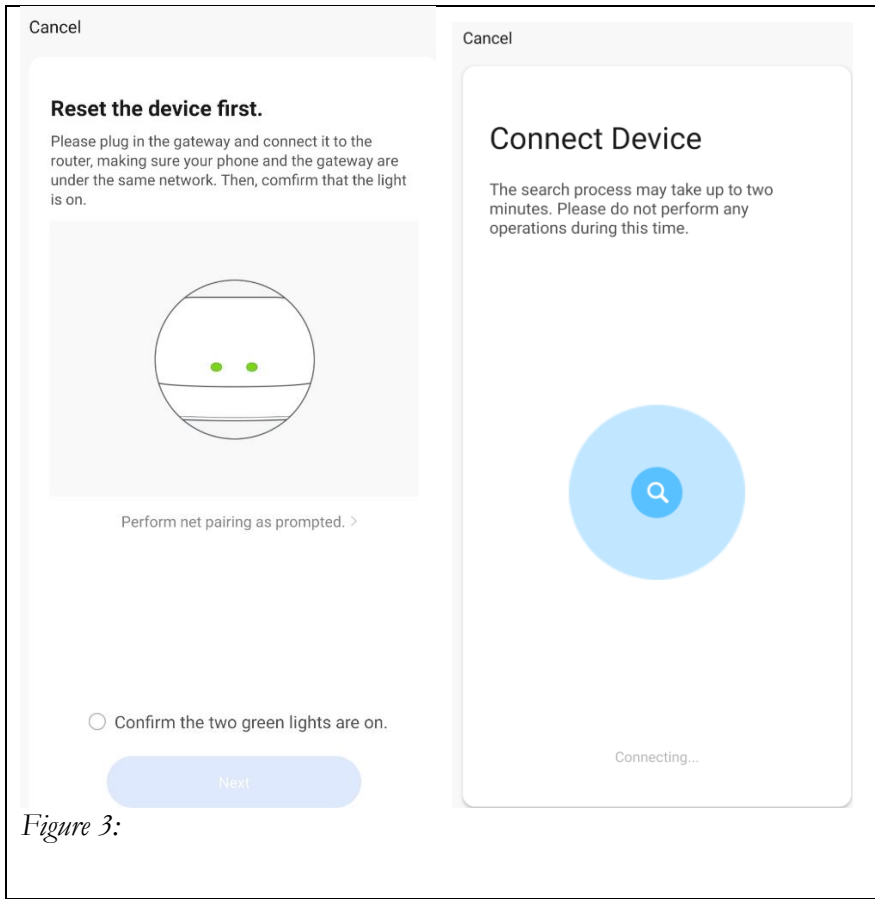 Cancel
Reset the device first.
Please plug in the gateway and connect it to the
router, making sure your phone and the gateway are
under the same network. Then, comfirm that the light
is on.
Perform net pairing as prompted. >
Confirm the two green lights are on.
Next
Cancel
Connect Device
The search process may take up to two
minutes. Please do not perform any
operations during this time.
Connecting...
Figure 3: